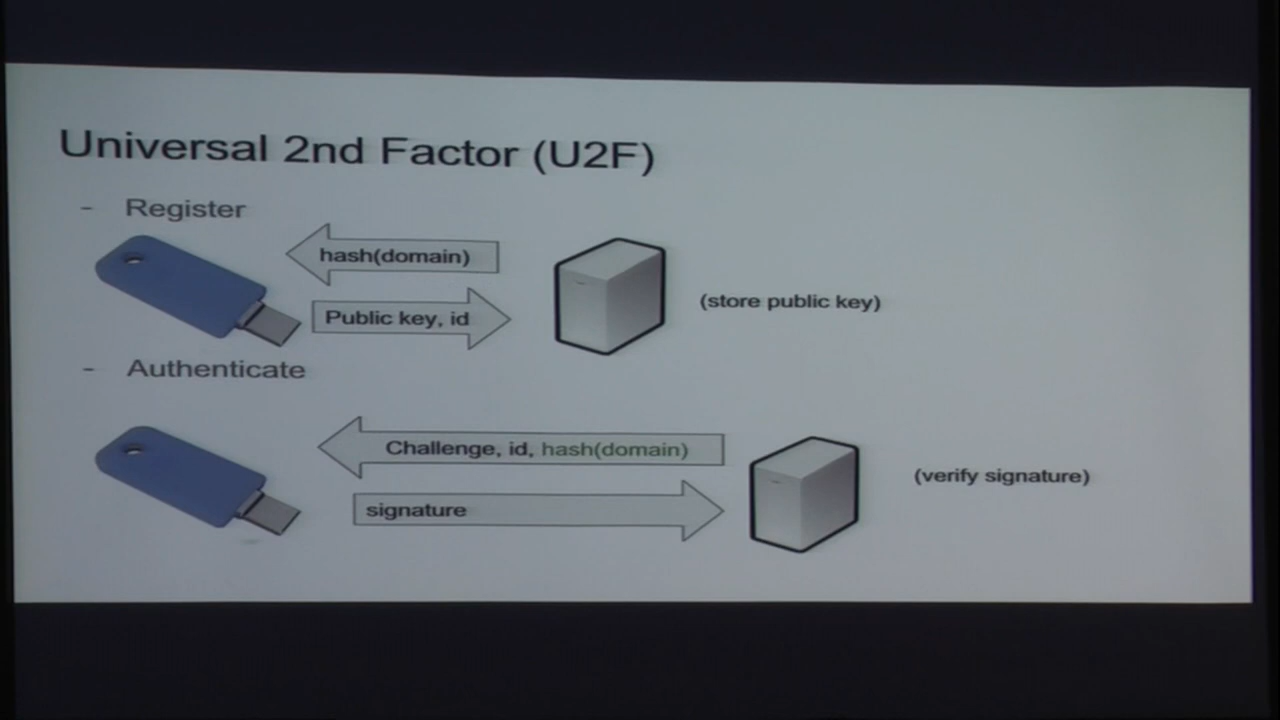 Universal 2nd Factor (U2F)
- Register
hash(domain)
Public key, id
(store public key)
- Authenticate
Challenge, id, hash(domain)
signature
(verify signature)